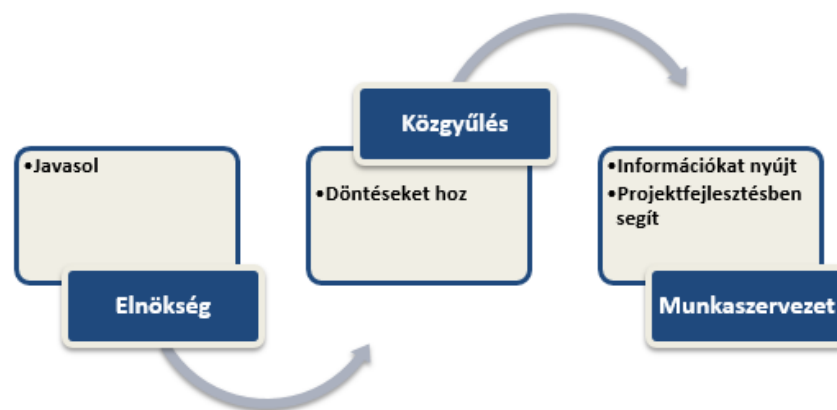 •Javasol
Elnökség
Közgyűlés
•Döntéseket hoz
•Információkat nyújt
•Projektfejlesztésben
segít
Munkaszervezet